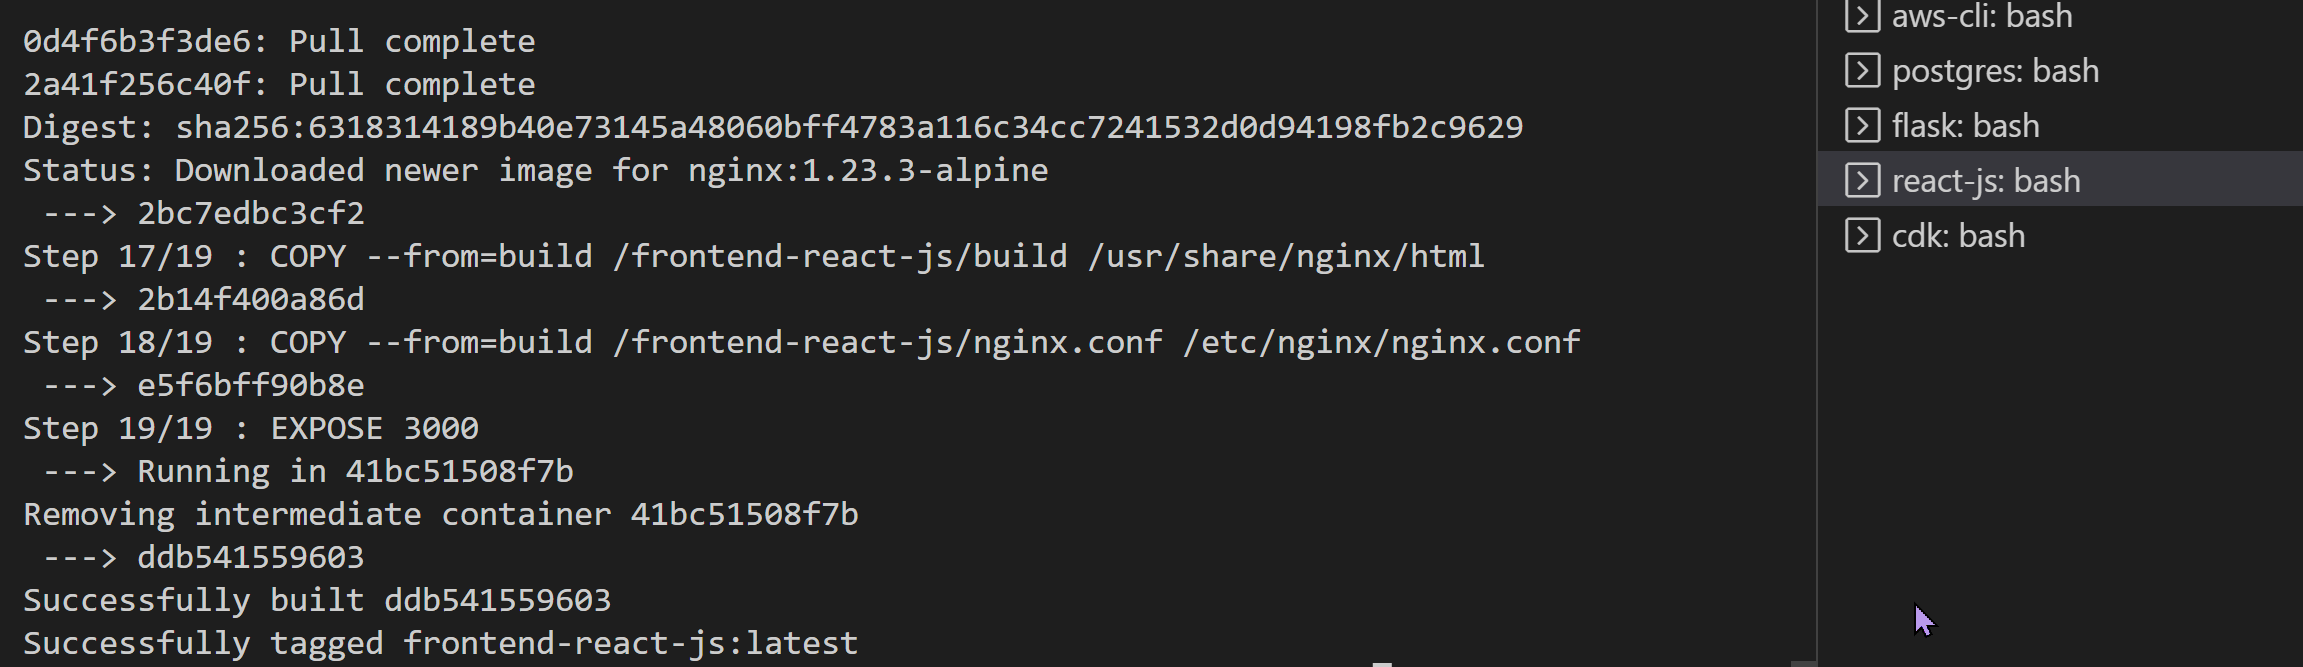 0d4f6b3f3de6: Pull complete
2a41f256c40f: Pull complete
Digest: sha256:6318314189b40e73145a48060bff4783a116c34cc7241532d0d94198fb2c9629
Status: Downloaded newer image for nginx:1.23.3-alpine
 ---> 2bc7edbc3cf2
Step 17/19 : COPY --from=build /frontend-react-js/build /usr/share/nginx/html
 ---> 2b14f400a86d
Step 18/19 : COPY --from=build /frontend-react-js/nginx.conf /etc/nginx/nginx.conf
 ---> e5f6bff90b8e
Step 19/19 : EXPOSE 3000
 ---> Running in 41bc51508f7b
Removing intermediate container 41bc51508f7b
 ---> ddb541559603
Successfully built ddb541559603
Successfully tagged frontend-react-js:latest
aws-cli: bash
postgres: bash
flask: bash
react-js: bash
cdk: bash